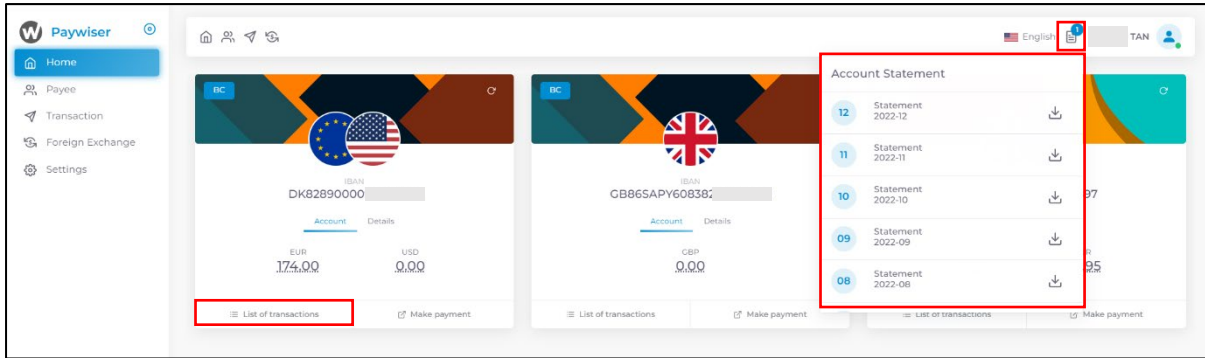 Paywiser
Home
Payee
Transaction
Foreign Exchange
Settings
English
1
TAN
BC
IBAN
DK82890000
Account Details
EUR USD
174.00 0.00
List of transactions Make payment
BC
IBAN
GB86SAPY608382
Account Details
GBP
0.00
List of transactions Make payment
Account Statement
12 Statement
2022-12
11 Statement
2022-11
10 Statement
2022-10
09 Statement
2022-09
08 Statement
2022-08
97
95
List of transactions Make payment